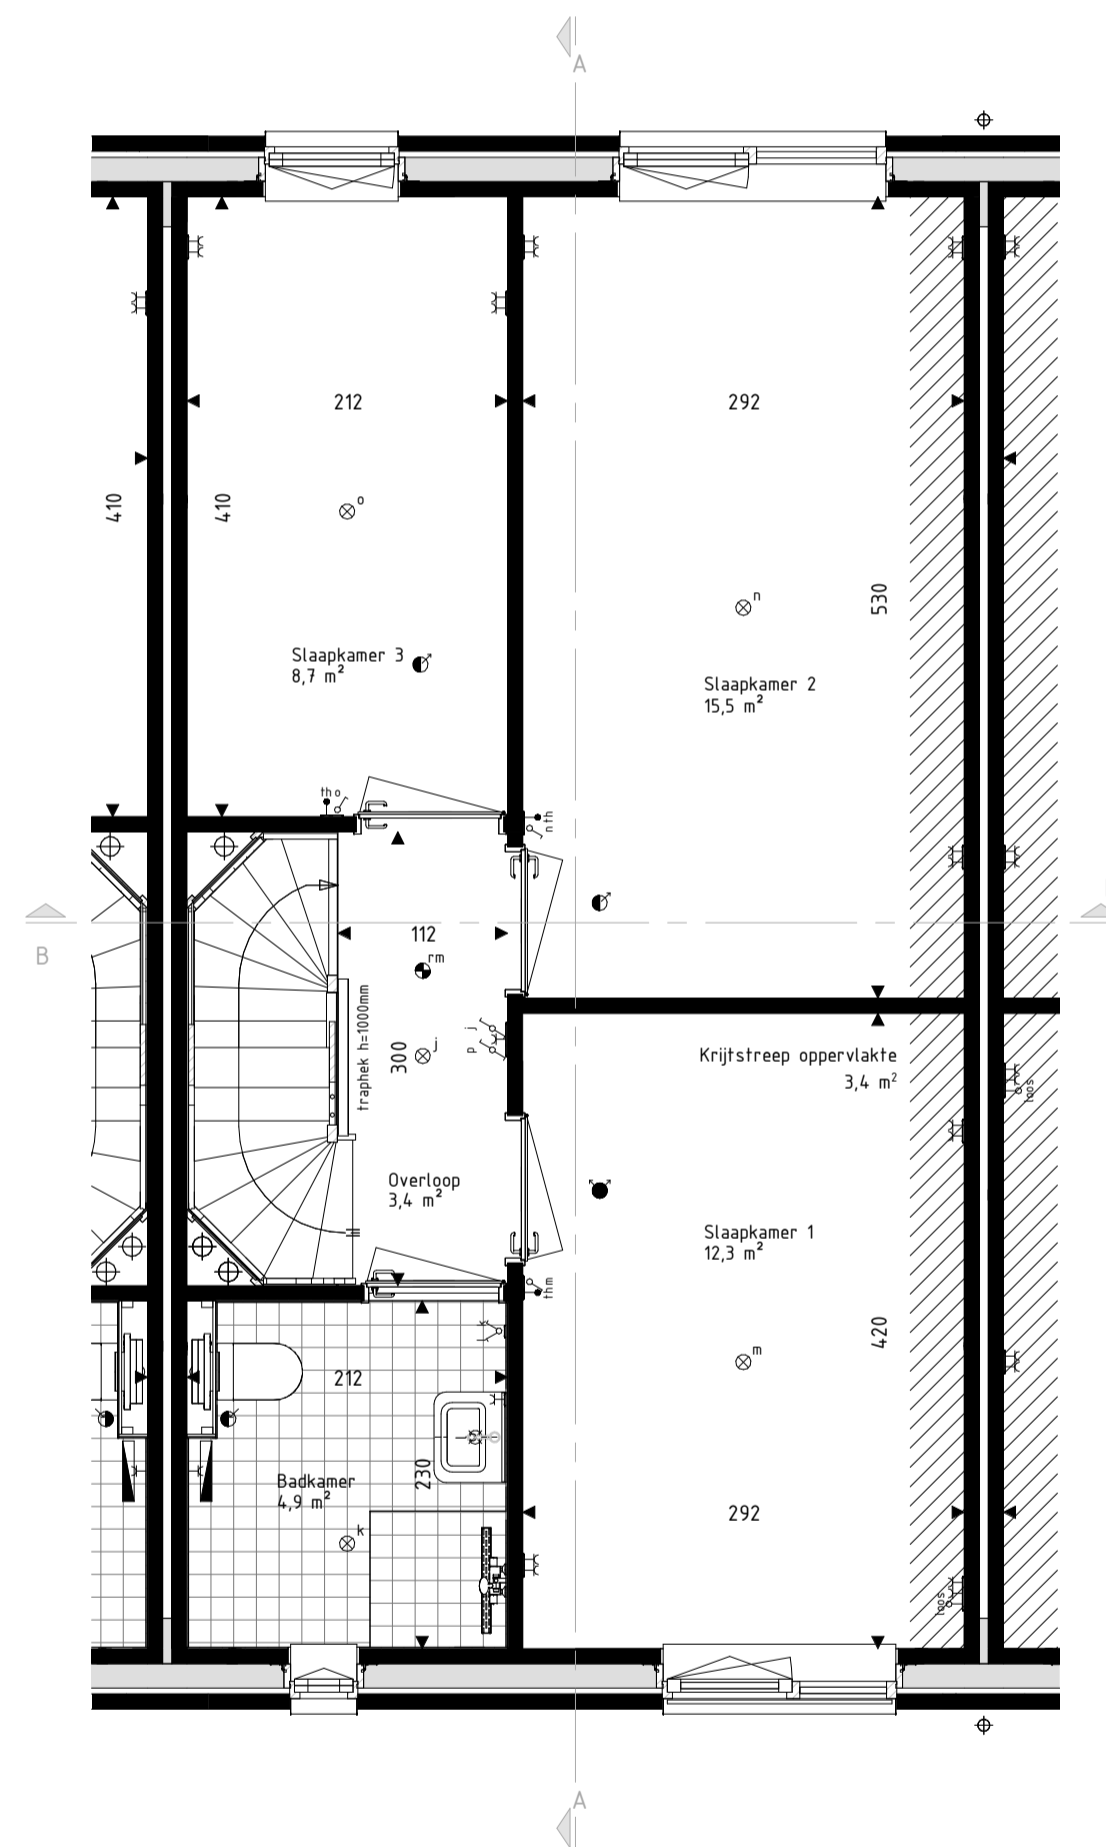 A
212
292
410
410
o
n
530
Slaapkamer 3
8,7 m²
Slaapkamer 2
15,5 m²
th o
nth
B
112
rm
traphek h=1000mm
300
j
j
p
Krijtstreep oppervlakte
3,4 m²
loos
Overloop
3,4 m²
Slaapkamer 1
12,3 m²
thm
420
k
212
m
Badkamer
4,9 m²
230
292
k
loos
A